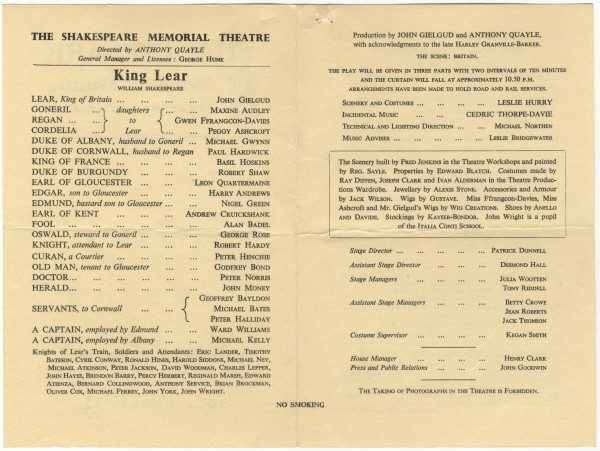 THE SHAKESPEARE MEMORIAL THEATRE
Directed by ANTHONY QUAYLE
General Manager and Licensee: GEORGE HUME
King Lear
WILLIAM SHAKESPEARE
LEAR, King of Britain ... ... ... JOHN GIELGUD
GONERIL ... daughters ... MAXINE AUDLEY
REGAN ... ... to GWEN FFRANGCON-DAVIES
CORDELIA ... Lear ... PEGGY ASHCROFT
DUKE OF ALBANY, husband to Goneril ... MICHAEL GWYNN
DUKE OF CORNWALL, husband to Regan PAUL HARDWICK
KING OF FRANCE ... ... ... BASIL HOSKINS
DUKE OF BURGUNDY ... ... ... ROBERT SHAW
EARL OF GLOUCESTER ... ... LEON QUARTERMAINE
EDGAR, son to Gloucester ... ... HARRY ANDREWS
EDMUND, bastard son to Gloucester ... NIGEL GREEN
EARL OF KENT ... ... ANDREW CRUICKSHANK
FOOL ... ... ... ... ... ALAN BADEL
OSWALD, steward to Goneril ... ... GEORGE ROSE
KNIGHT, attendant to Lear ... ... ROBERT HARDY
CURAN, a Courtier ... ... ... PETER HENCHIE
OLD MAN, tenant to Gloucester ... GODFREY BOND
DOCTOR ... ... ... ... ... PETER NORRIS
HERALD ... ... ... ... ... JOHN MONEY
GEOFFREY BAYLDON
SERVANTS, to Cornwall ... MICHAEL BATES
PETER HALLIDAY
A CAPTAIN, employed by Edmund ... ... WARD WILLIAMS
A CAPTAIN, employed by Albany ... MICHAEL KELLY
Knights of Lear's Train, Soldiers and Attendants: ERIC LANDER, TIMOTHY
BATESON, CYRIL CONWAY, RONALD HINES, HAROLD SIDDONS, MICHAEL NEY,
MICHAEL ATKINSON, PETER JACKSON, DAVID WOODMAN, CHARLES LEPPER,
JOHN HAYES, BRENDON BARRY, PERCY HERBERT, REGINALD MARSH, EDWARD
ATIENZA, BERNARD COLLINGWOOD, ANTHONY SERVICE, BRIAN BROCKMAN,
OLIVER COX, MICHAEL FERREY, JOHN YORK, JOHN WRIGHT.
Production by JOHN GIELGUD and ANTHONY QUAYLE,
with acknowledgments to the late HARLEY GRANVILLE-BARKER.
THE SCENE: BRITAIN.
THE PLAY WILL BE GIVEN IN THREE PARTS WITH TWO INTERVALS OF TEN MINUTES
AND THE CURTAIN WILL FALL AT APPROXIMATELY 10.50 P.M.
ARRANGEMENTS HAVE BEEN MADE TO HOLD ROAD AND RAIL SERVICES.
SCENERY AND COSTUMES ... ... ... LESLIE HURRY
INCIDENTAL MUSIC ... ... CEDRIC THORPE-DAVIE
TECHNICAL AND LIGHTING DIRECTION ... MICHAEL NORTHEN
MUSIC ADVISER ... ... ... LESLIE BRIDGEWATER
The Scenery built by FRED JENKINS in the Theatre Workshops and painted
by REG. SAYLE. Properties by EDWARD BLATCH. Costumes made by
RAY DIFFEN, JOSEPH CLARK and IVAN ALDERMAN in the Theatre Produc-
tions Wardrobe. Jewellery by ALEXIS STONE. Accessories and Armour
by JACK WILSON. Wigs by GUSTAVE. Miss Ffrangcon-Davies, Miss
Ashcroft and Mr. Gielgud's Wigs by WIG CREATIONS. Shoes by ANELLO
AND DAVIDE. Stockings by KAYSER-BONDOR. John Wright is a pupil
of the ITALIA CONTI SCHOOL.
Stage Director ... ... ... ... PATRICK DONNELL
Assistant Stage Director ... ... ... DESMOND HALL
Stage Managers ... ... ... ... JULIA WOOTTEN
TONY RIDDELL
Assistant Stage Managers ... ... ... BETTY CROWE
JEAN ROBERTS
JACK THOMSON
Costume Supervisor ... ... ... KEGAN SMITH
House Manager ... ... ... HENRY CLARK
Press and Public Relations ... ... ... JOHN GOODWIN
THE TAKING OF PHOTOGRAPHS IN THE THEATRE IS FORBIDDEN.
NO SMOKING